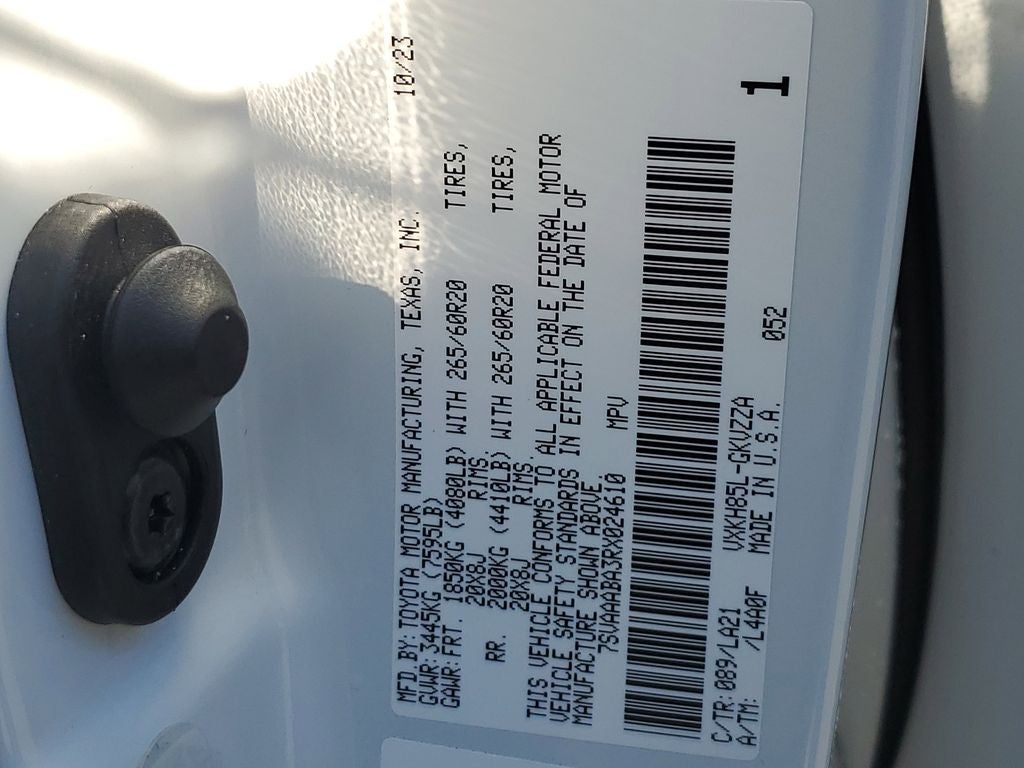 MFD.BY:TOYOTA MOTOR MANUFACTURING, TEXAS, INC. 10/23
GVWR:3445KG (7595LB)
GAWR:FRT. 1850KG (4080LB) WITH 265/60R20 TIRES,
20X8J RIMS.
RR. 2000KG (4410LB) WITH 265/60R20 TIRES,
20X8J RIMS.
THIS VEHICLE CONFORMS TO ALL APPLICABLE FEDERAL MOTOR
VEHICLE SAFETY STANDARDS IN EFFECT ON THE DATE OF
MANUFACTURE SHOWN ABOVE.
7SVAAABA3RX024610 MPV
C/TR:089/LA21 VXKH85L-GKVZZA
A/TM: /L4A0F MADE IN U.S.A. 052 1